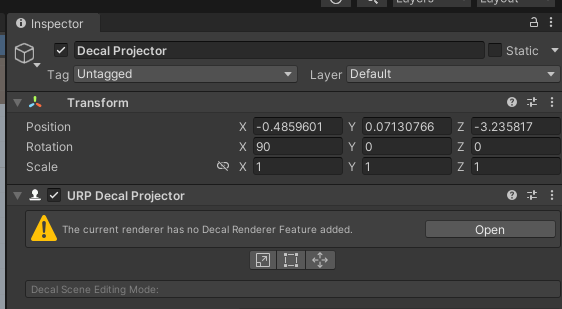 Layers
Layout
Inspector
Decal Projector
Static
Tag Untagged Layer Default
Transform
Position X -0.4859601 Y 0.07130766 Z -3.235817
Rotation X 90 Y 0 Z 0
Scale X 1 Y 1 Z 1
URP Decal Projector
The current renderer has no Decal Renderer Feature added. Open
Decal Scene Editing Mode: